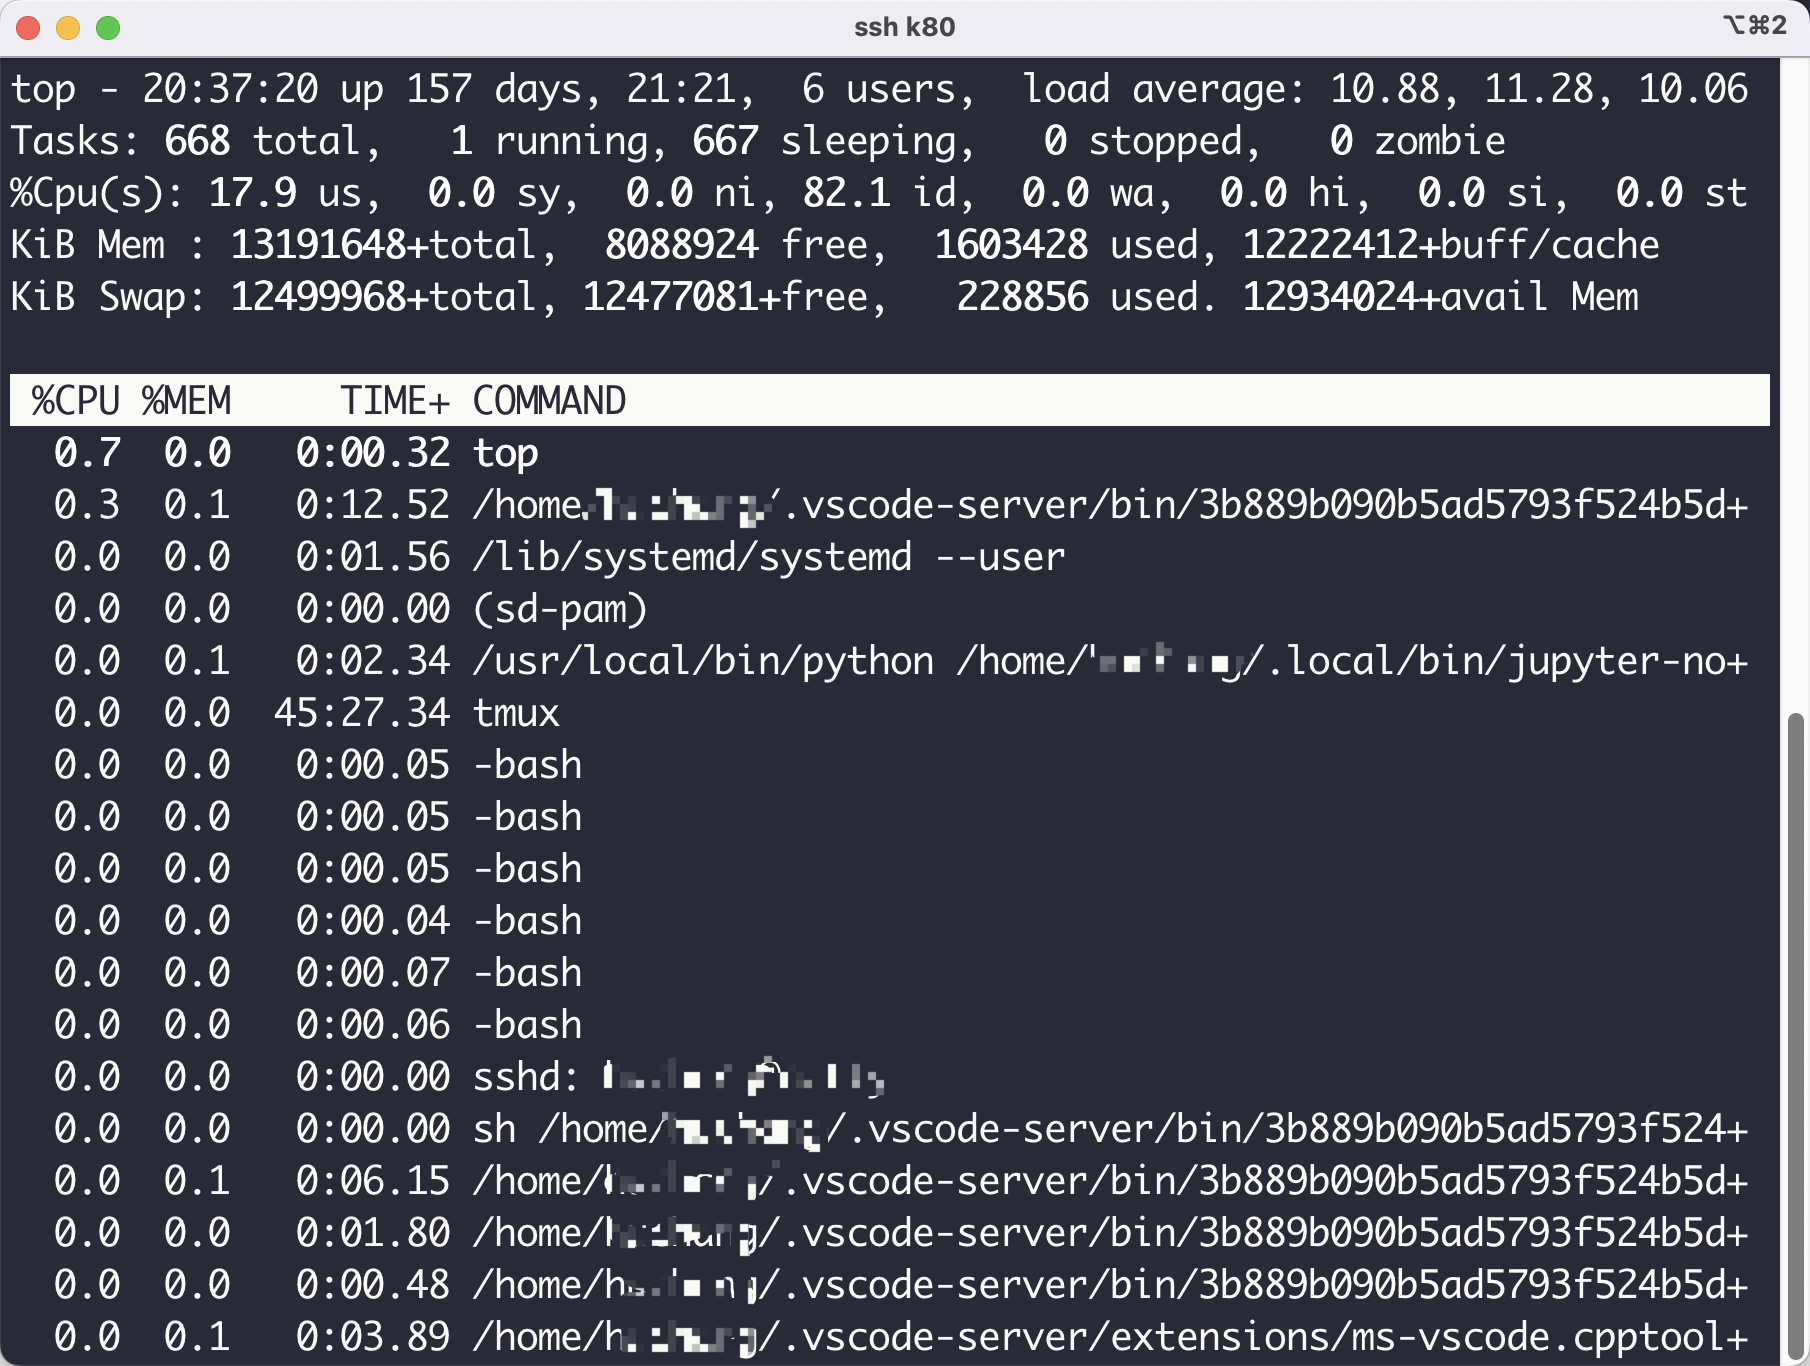 ssh k80
⌥⌘2
top - 20:37:20 up 157 days, 21:21,  6 users,  load average: 10.88, 11.28, 10.06
Tasks: 668 total,   1 running, 667 sleeping,   0 stopped,   0 zombie
%Cpu(s): 17.9 us,  0.0 sy,  0.0 ni, 82.1 id,  0.0 wa,  0.0 hi,  0.0 si,  0.0 st
KiB Mem : 13191648+total,  8088924 free,  1603428 used, 12222412+buff/cache
KiB Swap: 12499968+total, 12477081+free,   228856 used. 12934024+avail Mem
%CPU %MEM     TIME+ COMMAND
0.7  0.0   0:00.32 top
0.3  0.1   0:12.52 /home /.vscode-server/bin/3b889b090b5ad5793f524b5d+
0.0  0.0   0:01.56 /lib/systemd/systemd --user
0.0  0.0   0:00.00 (sd-pam)
0.0  0.1   0:02.34 /usr/local/bin/python /home/ /.local/bin/jupyter-no+
0.0  0.0  45:27.34 tmux
0.0  0.0   0:00.05 -bash
0.0  0.0   0:00.05 -bash
0.0  0.0   0:00.05 -bash
0.0  0.0   0:00.04 -bash
0.0  0.0   0:00.07 -bash
0.0  0.0   0:00.06 -bash
0.0  0.0   0:00.00 sshd:
0.0  0.0   0:00.00 sh /home/ /.vscode-server/bin/3b889b090b5ad5793f524+
0.0  0.1   0:06.15 /home/ /.vscode-server/bin/3b889b090b5ad5793f524b5d+
0.0  0.0   0:01.80 /home/ /.vscode-server/bin/3b889b090b5ad5793f524b5d+
0.0  0.0   0:00.48 /home/ /.vscode-server/bin/3b889b090b5ad5793f524b5d+
0.0  0.1   0:03.89 /home/ /.vscode-server/extensions/ms-vscode.cpptool+